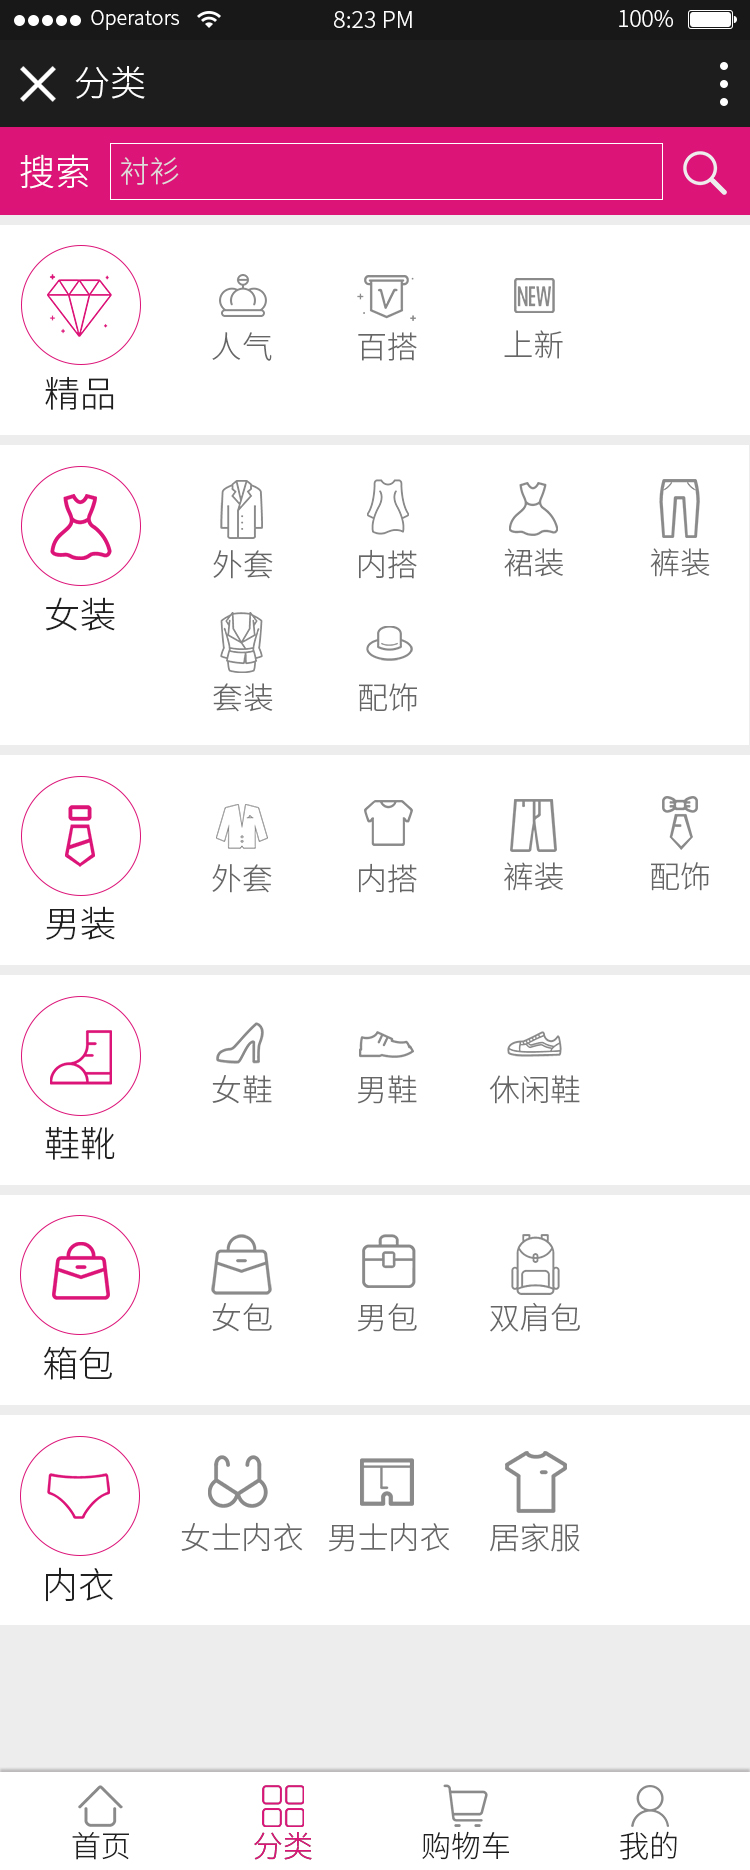 Operators 8:23 PM 100%
分类
搜索 衬衫
NEW
人气 百搭 上新
精品
外套 内搭 裙装 裤装
女装
套装 配饰
外套 内搭 裤装 配饰
男装
女鞋 男鞋 休闲鞋
鞋靴
女包 男包 双肩包
箱包
女士内衣 男士内衣 居家服
内衣
首页 分类 购物车 我的